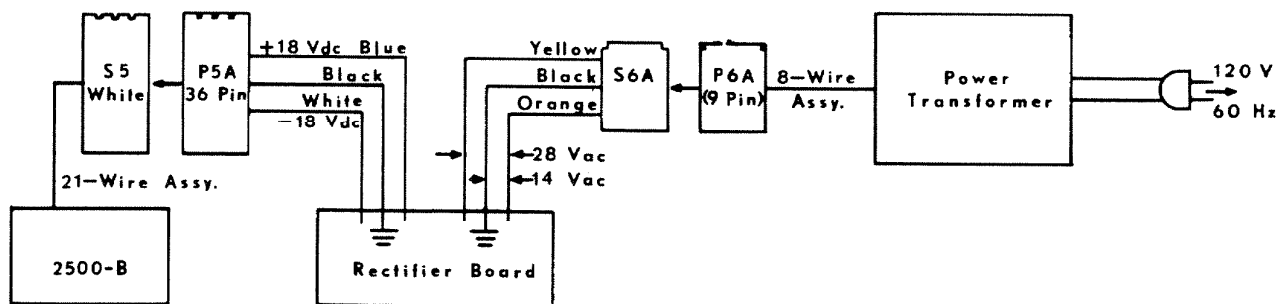 S5
White
P5A
36 Pin
+18 Vdc Blue
Black
White
−18 Vdc
Yellow
Black
Orange
S6A
P6A
(9 Pin)
8-Wire
Assy.
Power
Transformer
120 V
60 Hz
28 Vac
14 Vac
21-Wire Assy.
2500-B
Rectifier Board